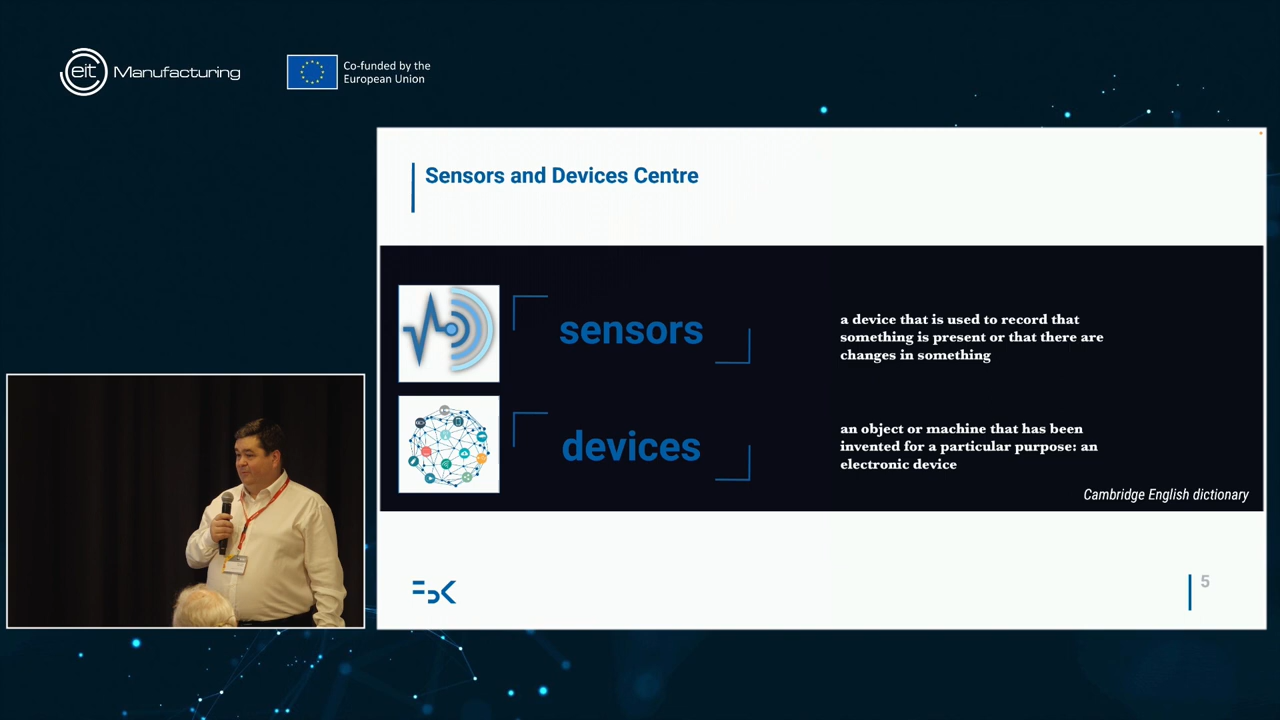 eit Manufacturing
Co-funded by the
European Union
Sensors and Devices Centre
sensors
a device that is used to record that
something is present or that there are
changes in something
devices
an object or machine that has been
invented for a particular purpose: an
electronic device
Cambridge English dictionary
FBK
5